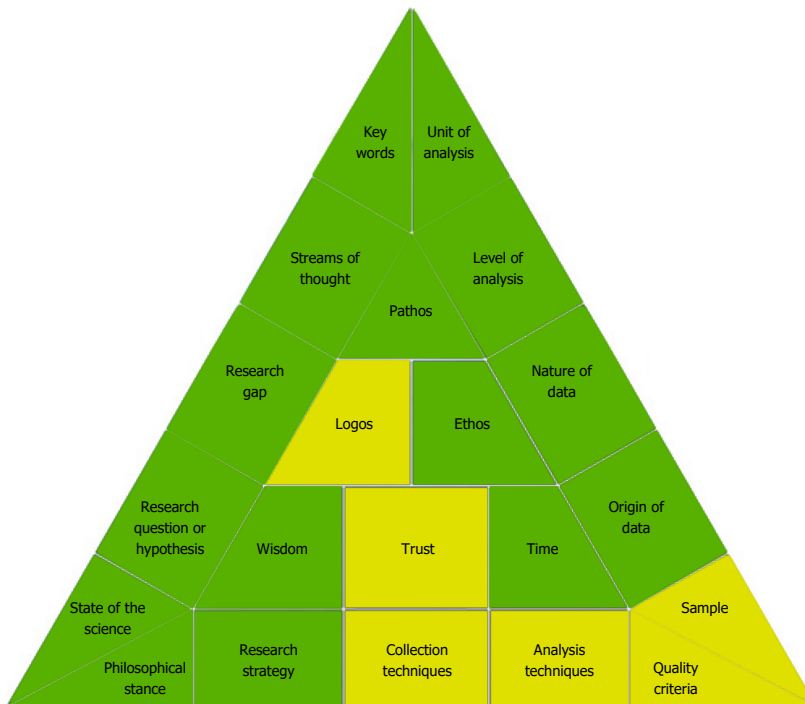 Key
words
Unit of
analysis
Streams of
thought
Level of
analysis
Pathos
Research
gap
Nature of
data
Logos
Ethos
Research
question or
hypothesis
Wisdom
Trust
Time
Origin of
data
State of the
science
Sample
Philosophical
stance
Research
strategy
Collection
techniques
Analysis
techniques
Quality
criteria